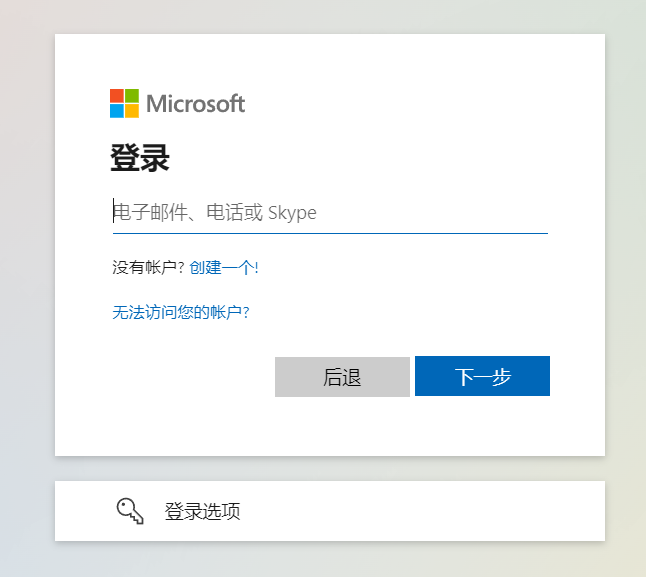 Microsoft
登录
电子邮件、电话或 Skype
没有帐户? 创建一个!
无法访问您的帐户?
后退 下一步
登录选项